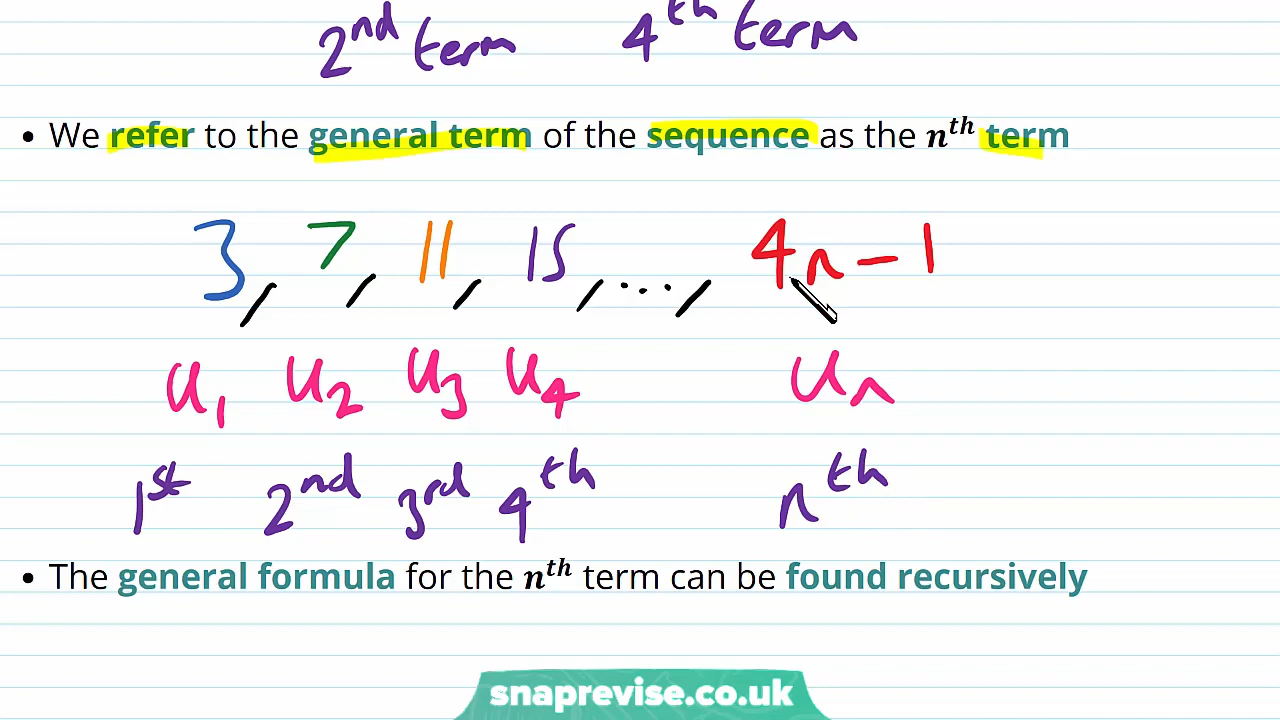 2nd term 4th term
• We refer to the general term of the sequence as the nth term
3, 7, 11, 15, ..., 4n - 1
u1 u2 u3 u4 un
1st 2nd 3rd 4th nth
• The general formula for the nth term can be found recursively
snaprevise.co.uk